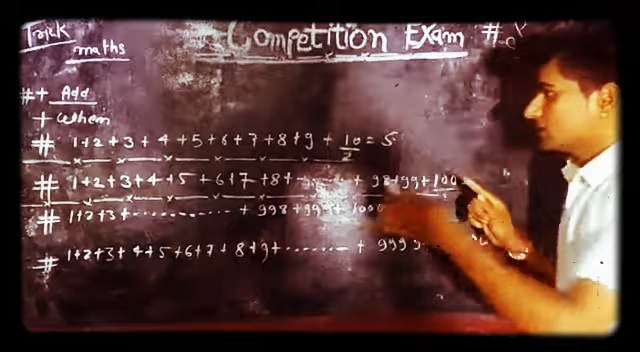 Trick
maths
Competition Exam #
#+ Add
+ When
# 1+2+3+4+5+6+7+8+9+10/2=5
# 1+2+3+4+5+6+7+8+ + 98+99+100
# 1+2+3+.............. + 998+999+1000
# 1+2+3+4+5+6+7+8+9+........ + 999